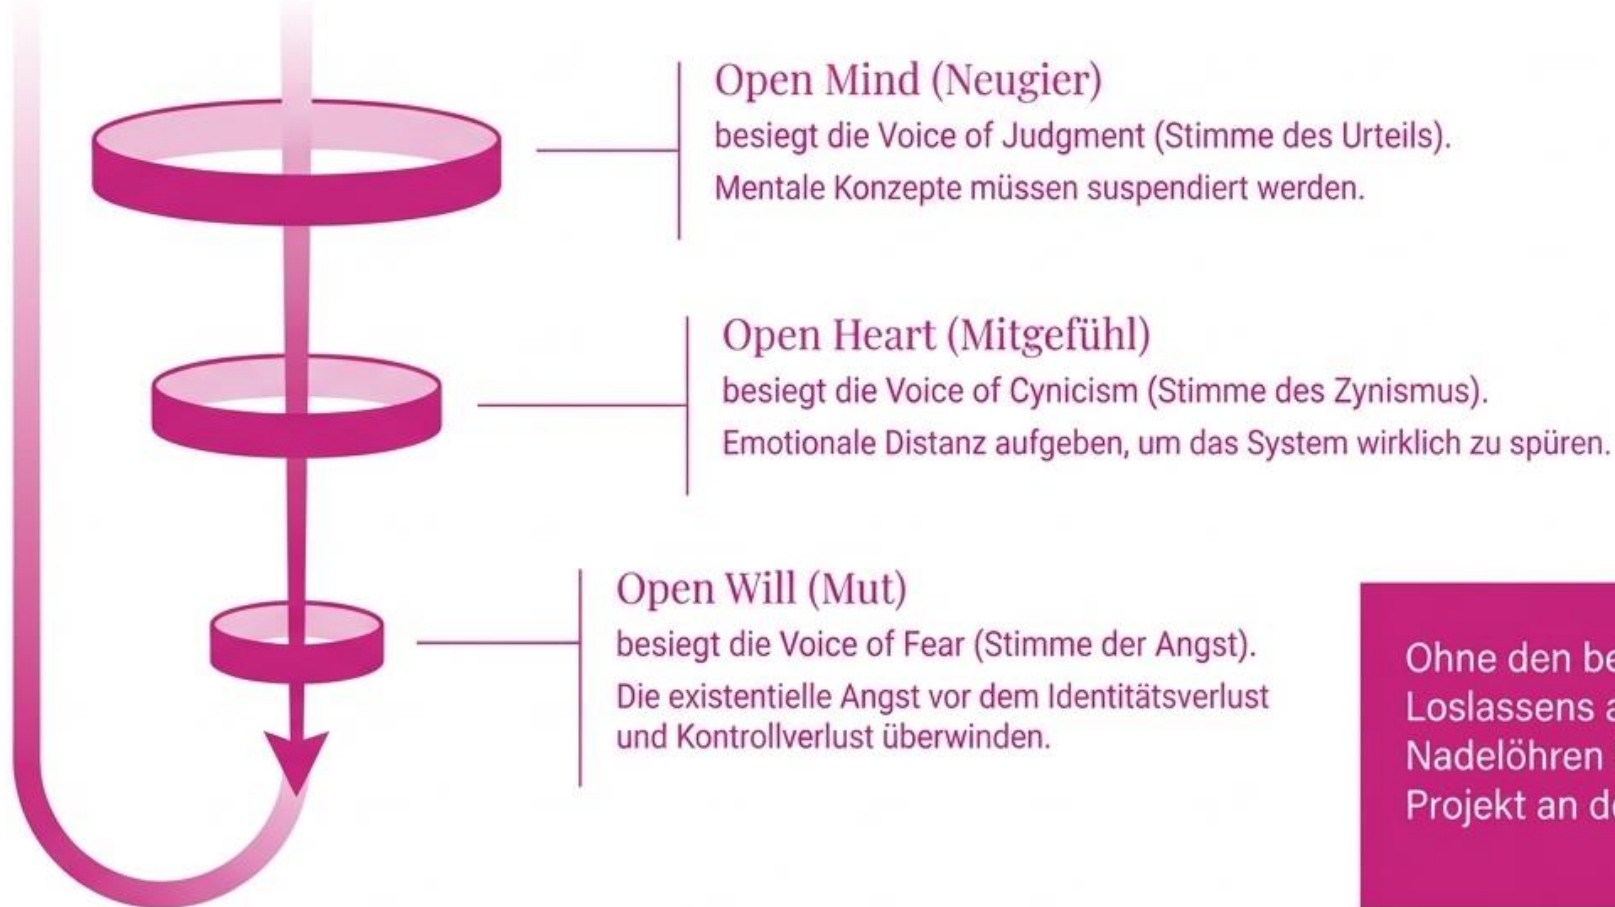 Open Mind (Neugier)
besiegt die Voice of Judgment (Stimme des Urteils).
Mentale Konzepte müssen suspendiert werden.
Open Heart (Mitgefühl)
besiegt die Voice of Cynicism (Stimme des Zynismus).
Emotionale Distanz aufgeben, um das System wirklich zu spüren.
Open Will (Mut)
besiegt die Voice of Fear (Stimme der Angst).
Die existentielle Angst vor dem Identitätsverlust
und Kontrollverlust überwinden.
Ohne den
Loslassens
Nadelöhren
Projekt an